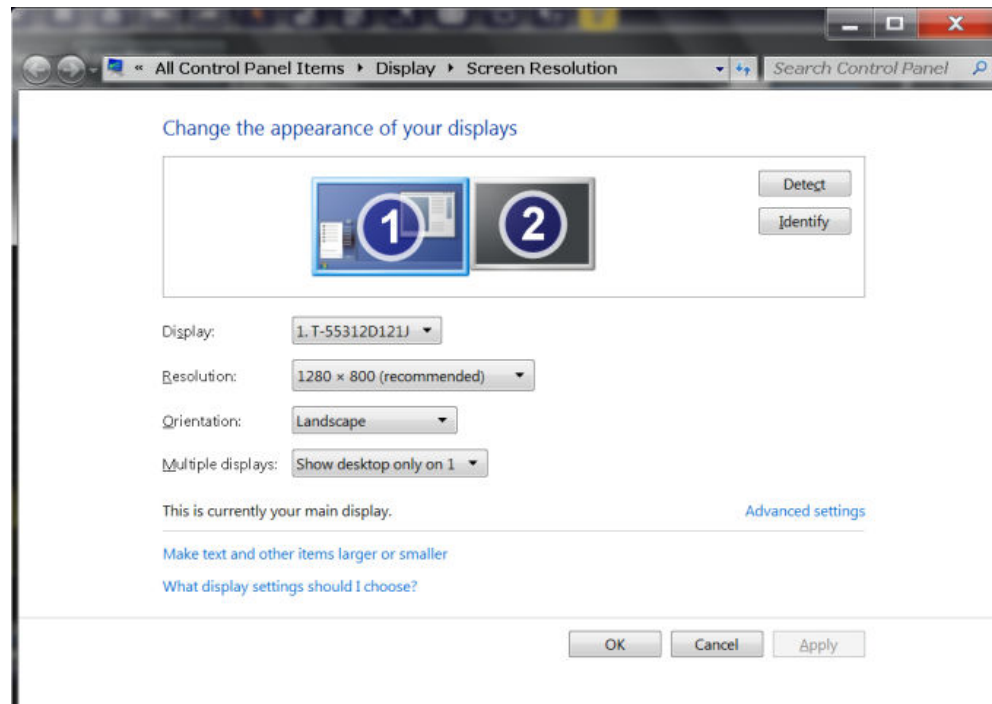 « All Control Panel Items ▸ Display ▸ Screen Resolution
Search Control Panel
Change the appearance of your displays
1
2
Detect
Identify
Display:
1. T-55312D121J
Resolution:
1280 × 800 (recommended)
Orientation:
Landscape
Multiple displays:
Show desktop only on 1
This is currently your main display.
Advanced settings
Make text and other items larger or smaller
What display settings should I choose?
OK
Cancel
Apply